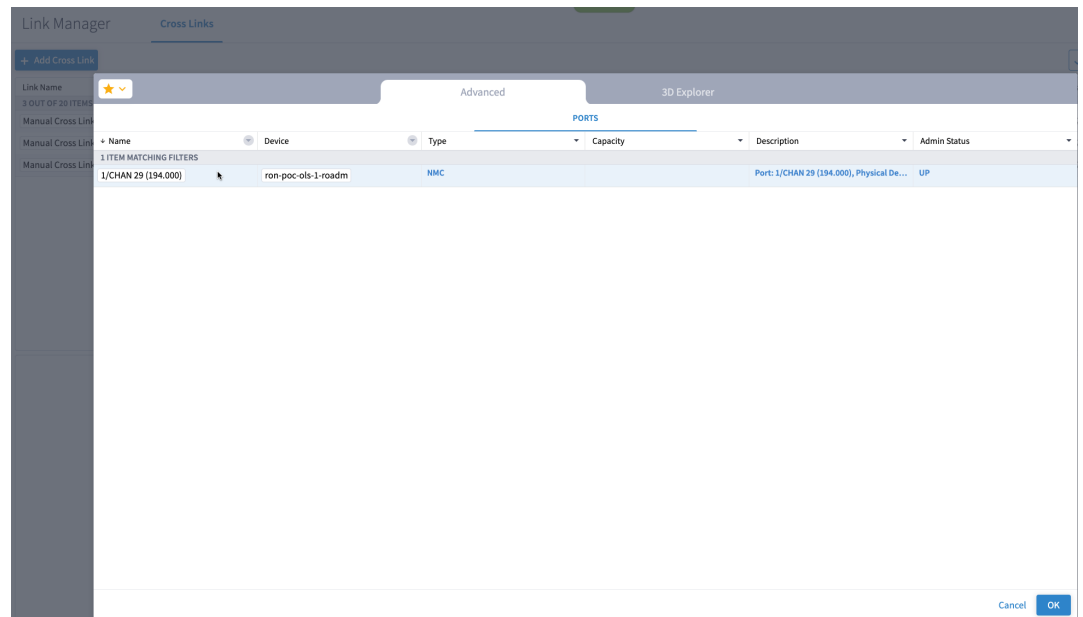 Link Manager
Cross Links
+ Add Cross Link
Link Name
3 OUT OF 20 ITEMS
Manual Cross Link
Manual Cross Link
Manual Cross Link
Advanced
3D Explorer
PORTS
Name Device Type Capacity Description Admin Status
1 ITEM MATCHING FILTERS
1/CHAN 29 (194.000) ron-poc-ols-1-roadm NMC Port: 1/CHAN 29 (194.000), Physical De... UP
Cancel OK